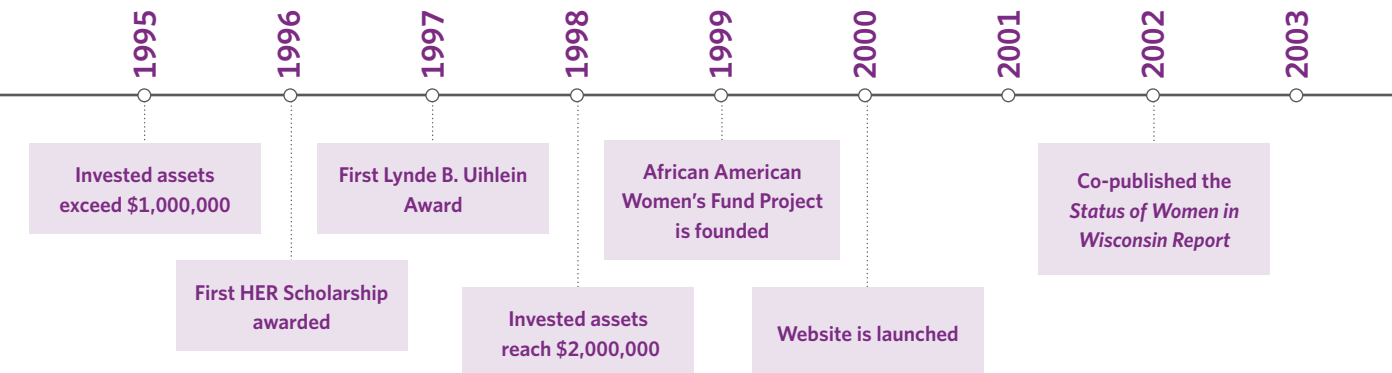 1995
1996
1997
1998
1999
2000
2001
2002
2003
Invested assets
exceed $1,000,000
First HER Scholarship
awarded
First Lynde B. Uihlein
Award
Invested assets
reach $2,000,000
African American
Women's Fund Project
is founded
Website is launched
Co-published the
Status of Women in
Wisconsin Report